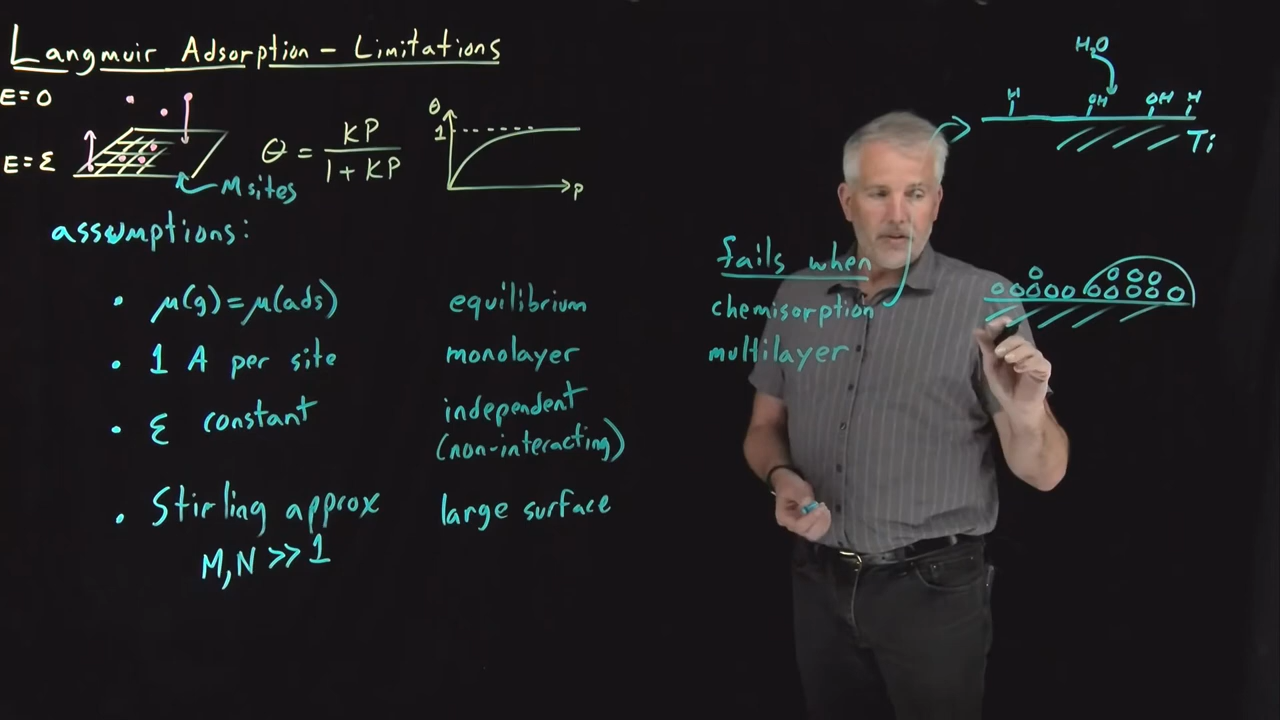 Langmuir Adsorption - Limitations
E=0
E=ε
M sites
θ = KP / 1 + KP
θ
1
P
assumptions:
• μ(g) = μ(ads) equilibrium
• 1 A per site monolayer
• ε constant independent
(non-interacting)
• Stirling approx large surface
M,N >> 1
fails when
chemisorption
multilayer
H₂O
H OH OH H
Ti